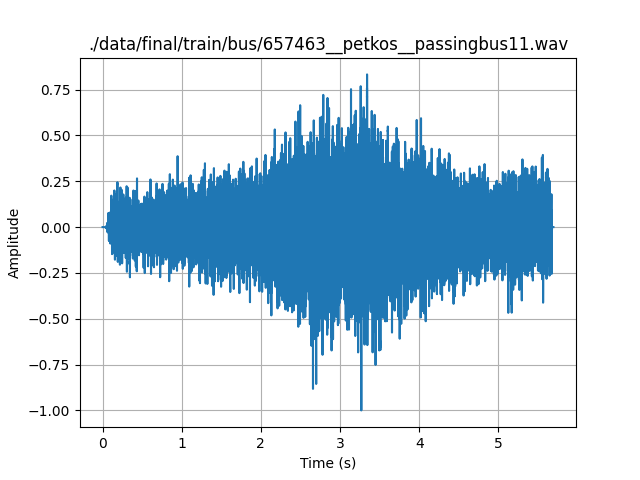 ./data/final/train/bus/657463__petkos__passingbus11.wav
0.75
0.50
0.25
0.00
−0.25
−0.50
−0.75
−1.00
Amplitude
0 1 2 3 4 5
Time (s)